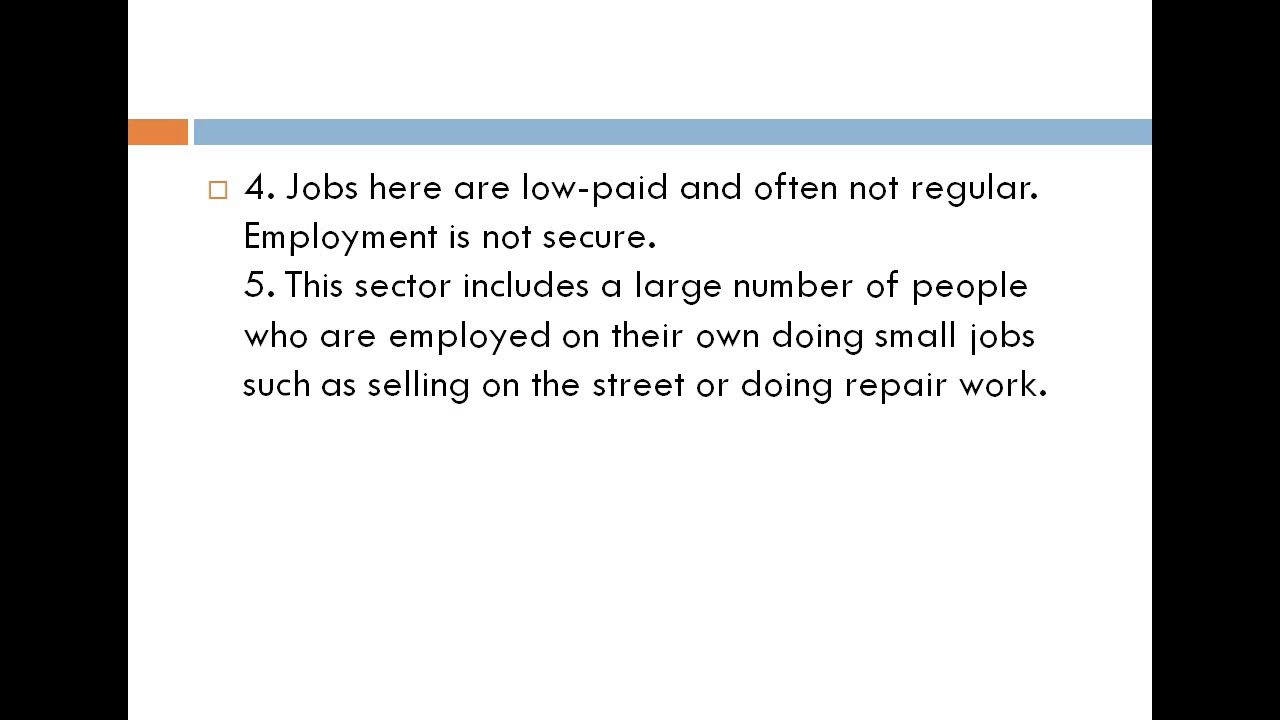 4. Jobs here are low-paid and often not regular.
Employment is not secure.
5. This sector includes a large number of people
who are employed on their own doing small jobs
such as selling on the street or doing repair work.